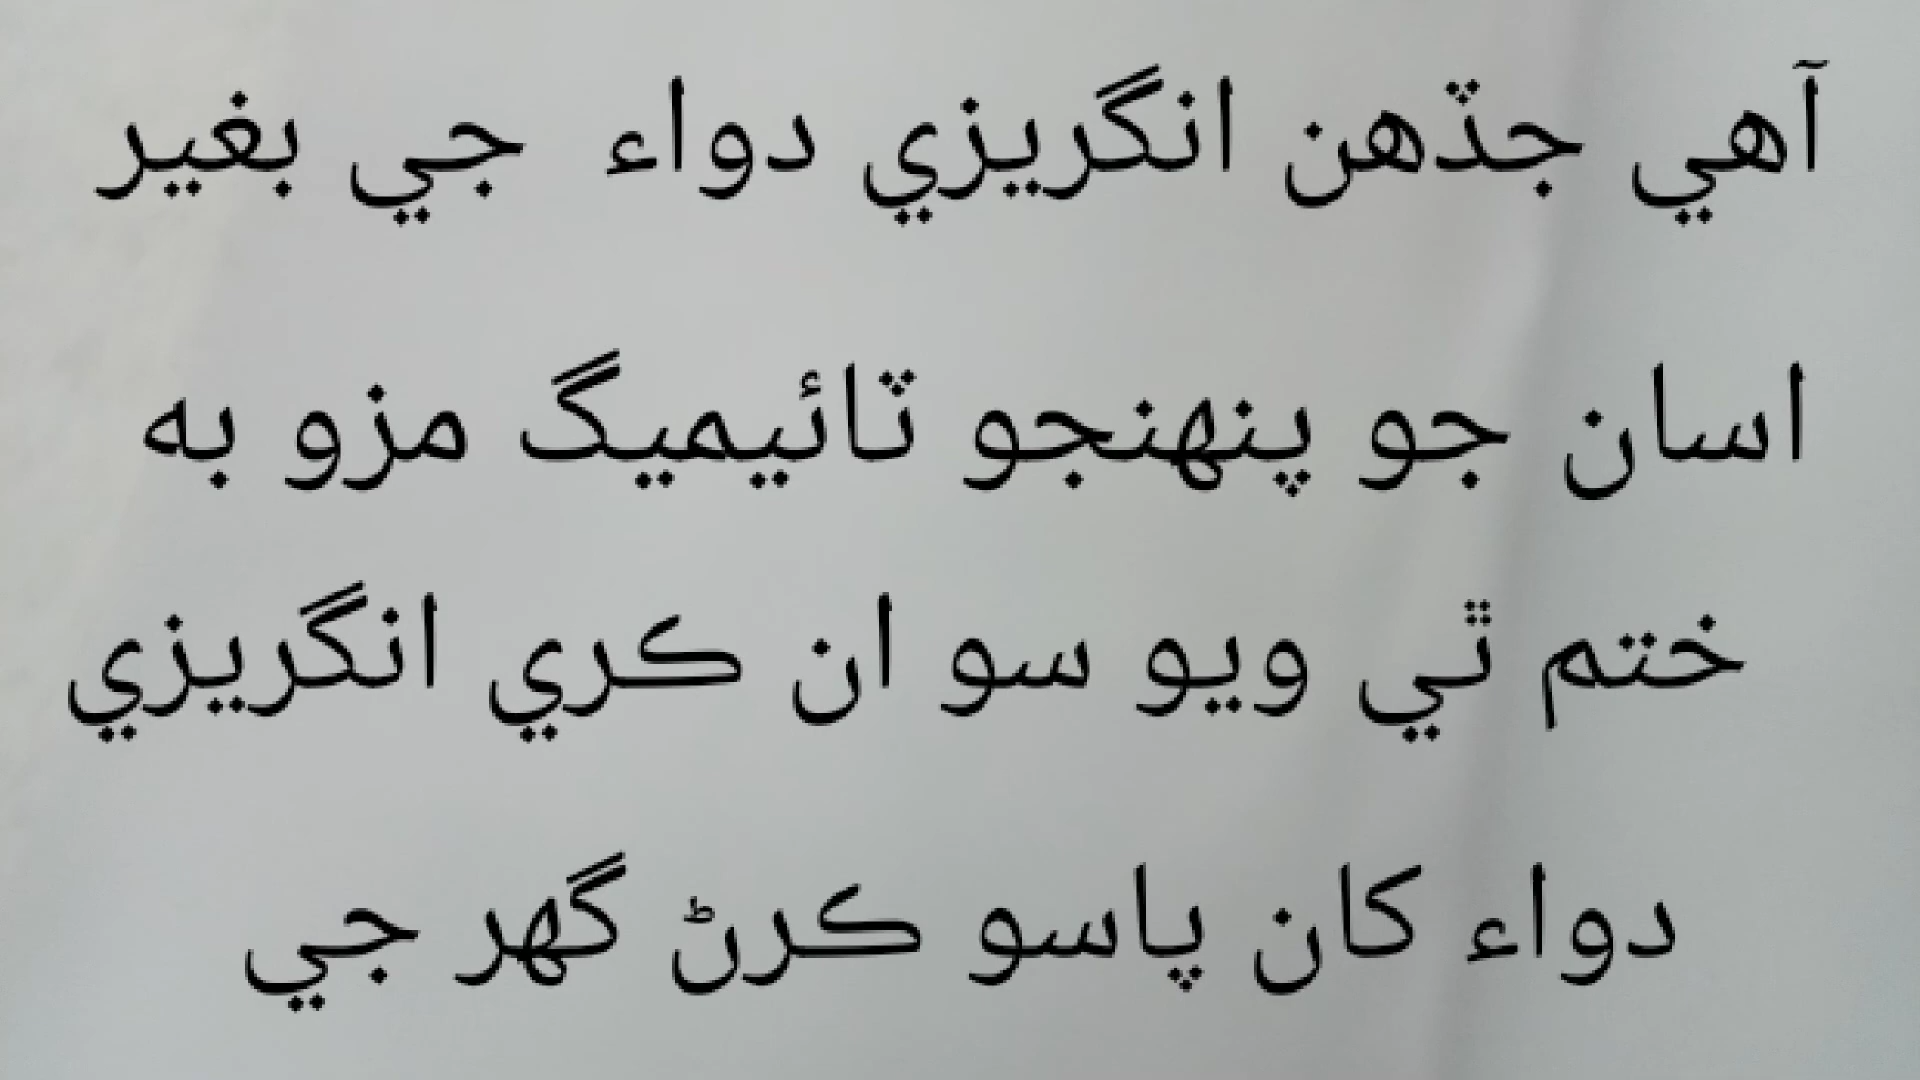 آهي جڏهن انگريزي دواء جي بغير
اسان جو پنهنجو ٽائيميگ مزو به
ختم ٿي ويو سو ان ڪري انگريزي
دواء کان پاسو ڪرڻ گهر جي